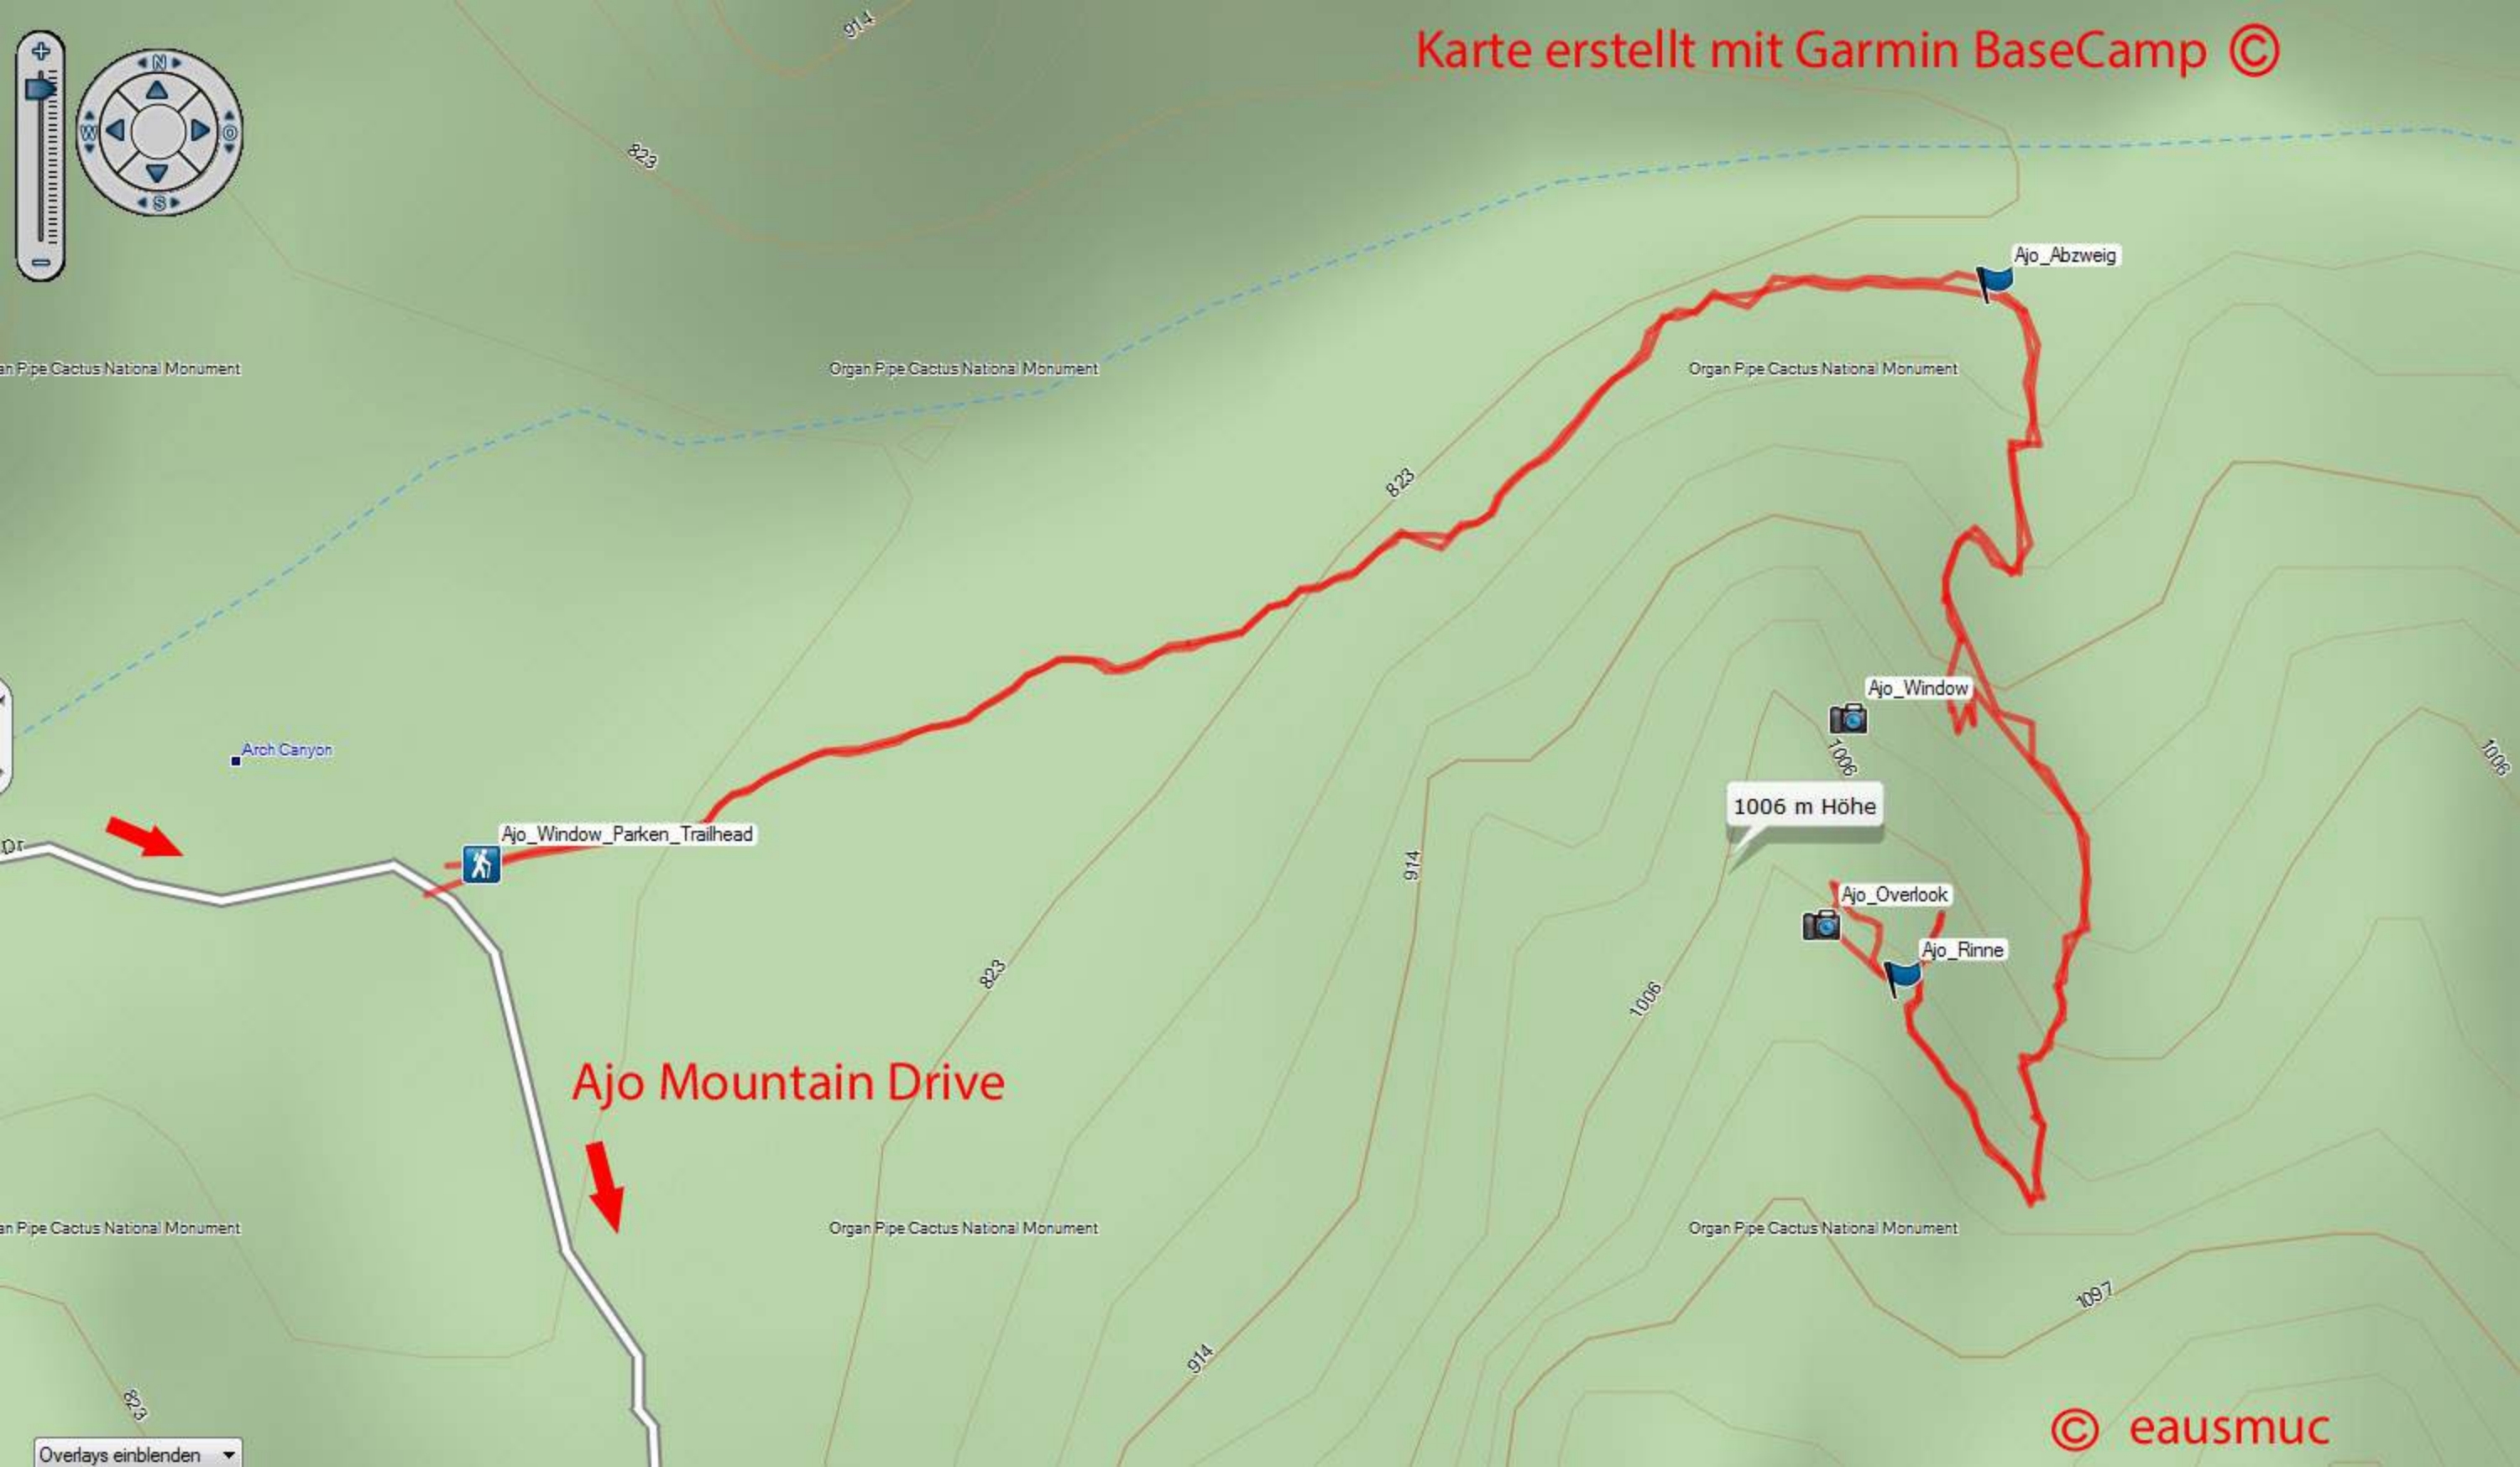 Karte erstellt mit Garmin BaseCamp ©
914
N
W
O
S
823
Ajo_Abzweig
an Pipe Cactus National Monument
Organ Pipe Cactus National Monument
Organ Pipe Cactus National Monument
823
Ajo_Window
Arch Canyon
1006
1006
1006 m Höhe
Ajo_Window_Parken_Trailhead
Dr
914
Ajo_Overlook
Ajo_Rinne
823
1006
Ajo Mountain Drive
an Pipe Cactus National Monument
Organ Pipe Cactus National Monument
Organ Pipe Cactus National Monument
1097
914
823
© eausmuc
Overlays einblenden